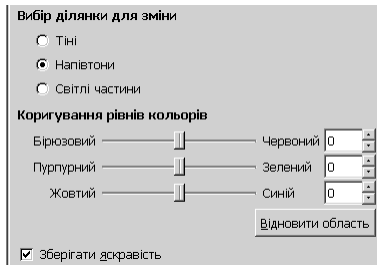 Вибір ділянки для зміни
Тіні
Напівтони
Світлі частини
Коригування рівнів кольорів
Бірюзовий Червоний 0
Пурпурний Зелений 0
Жовтий Синій 0
Відновити область
Зберігати яскравість